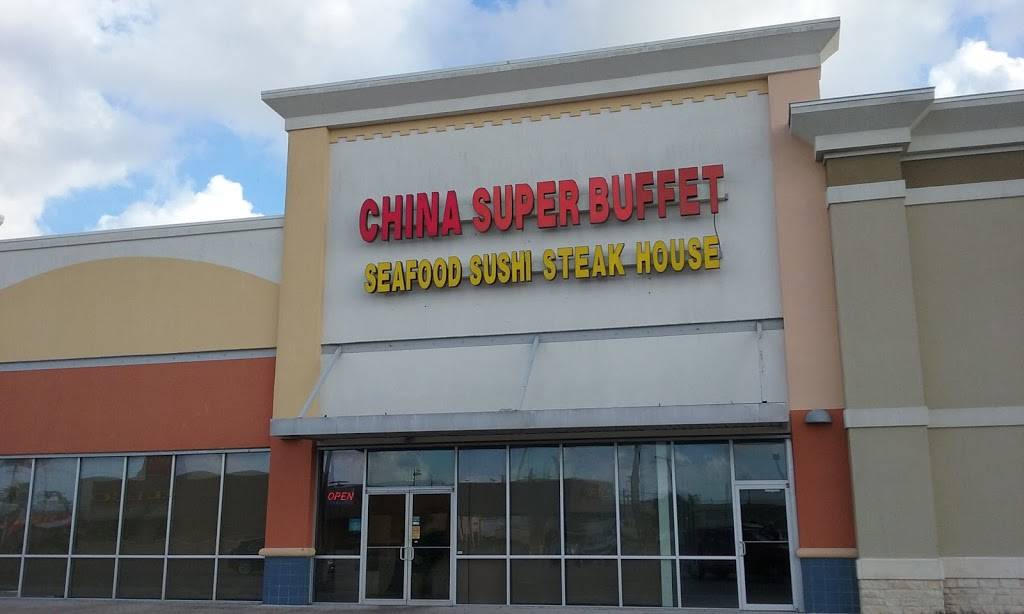 CHINA SUPER BUFFET
SEAFOOD SUSHI STEAK HOUSE
OPEN